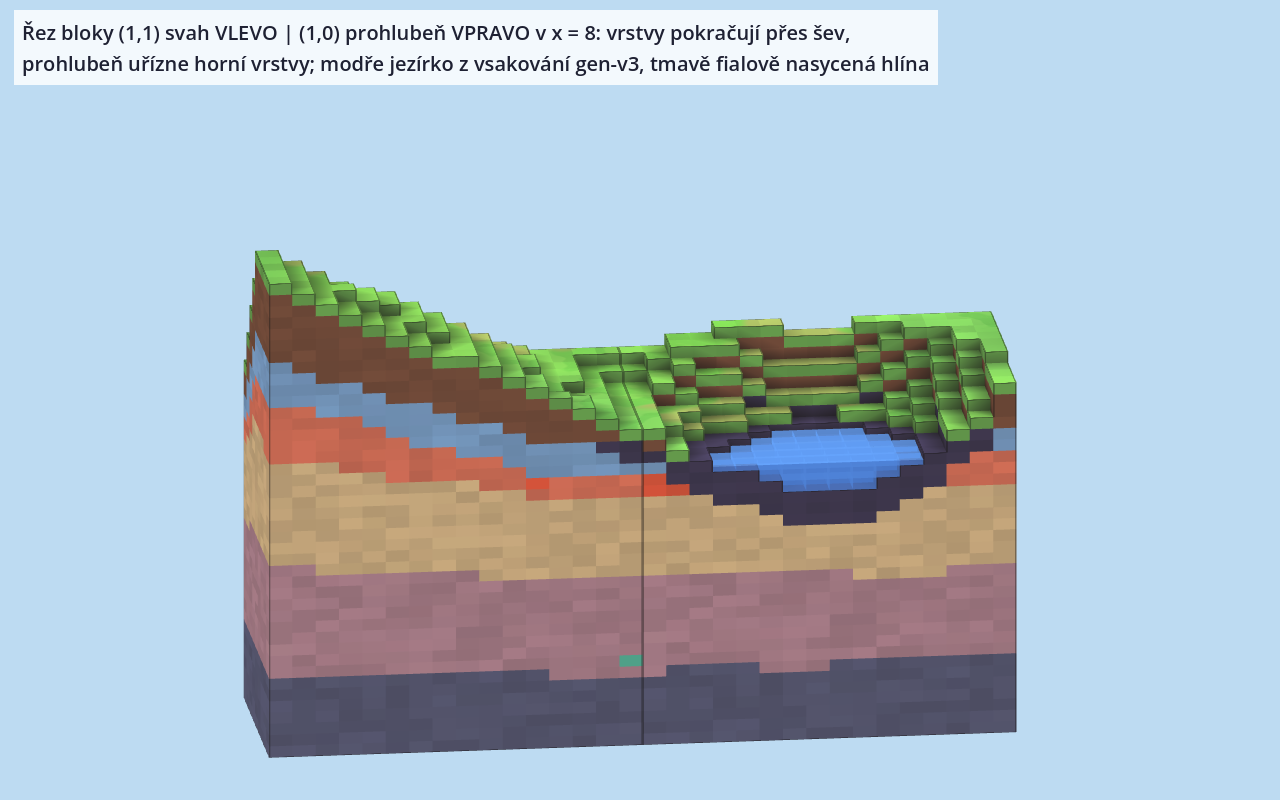 Řez bloky (1,1) svah VLEVO | (1,0) prohlubeň VPRAVO v x = 8: vrstvy pokračují přes šev,
prohlubeň uřízne horní vrstvy; modře jezírko z vsakování gen-v3, tmavě fialově nasycená hlína